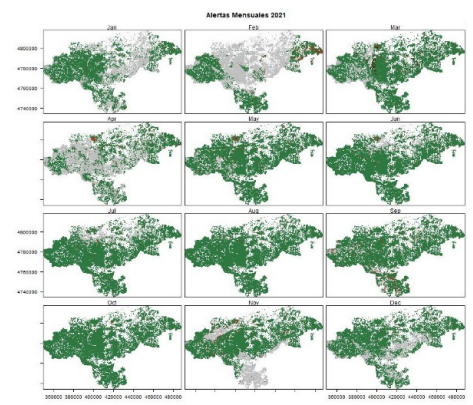 Alertas Mensuales 2021
Jan Feb Mar
4800000
4780000
4760000
4740000
Apr May Jun
Jul Aug Sep
4800000
4780000
4760000
4740000
Oct Nov Dec
360000 380000 400000 420000 440000 460000 480000 360000 380000 400000 420000 440000 460000 480000